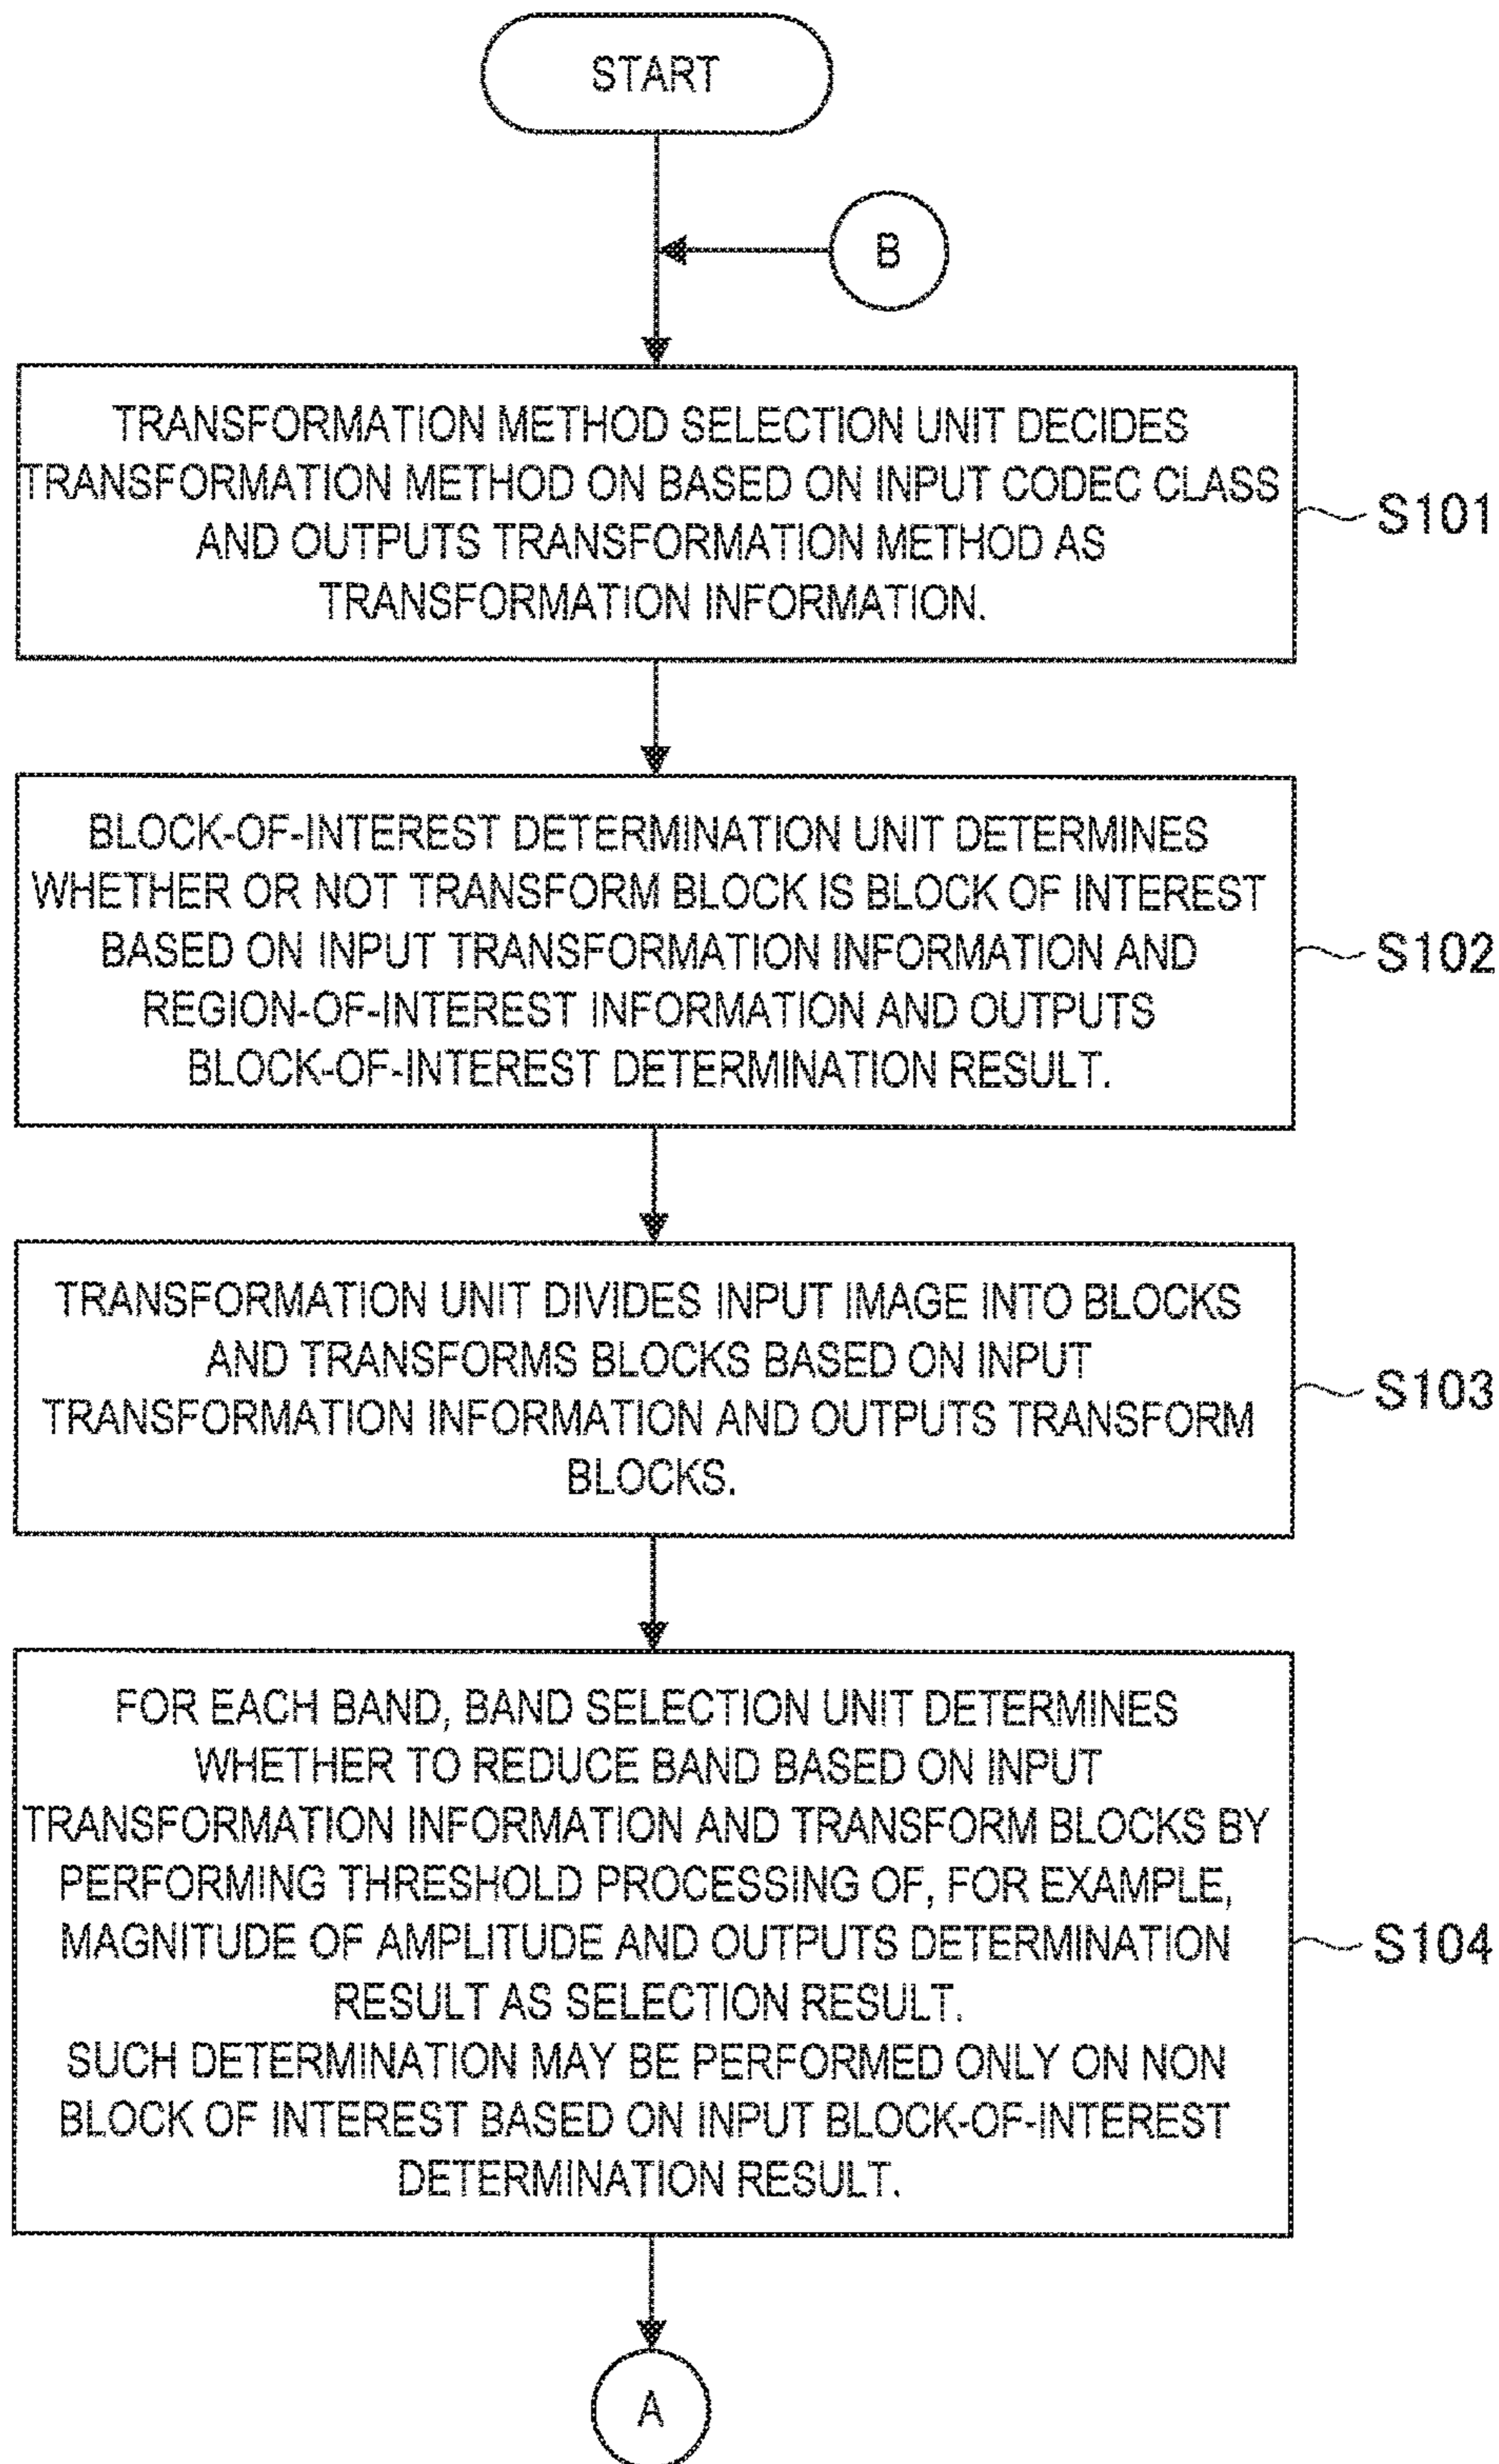 START
B
TRANSFORMATION METHOD SELECTION UNIT DECIDES
TRANSFORMATION METHOD ON BASED ON INPUT CODEC CLASS
AND OUTPUTS TRANSFORMATION METHOD AS
TRANSFORMATION INFORMATION.
S101
BLOCK-OF-INTEREST DETERMINATION UNIT DETERMINES
WHETHER OR NOT TRANSFORM BLOCK IS BLOCK OF INTEREST
BASED ON INPUT TRANSFORMATION INFORMATION AND
REGION-OF-INTEREST INFORMATION AND OUTPUTS
BLOCK-OF-INTEREST DETERMINATION RESULT.
S102
TRANSFORMATION UNIT DIVIDES INPUT IMAGE INTO BLOCKS
AND TRANSFORMS BLOCKS BASED ON INPUT
TRANSFORMATION INFORMATION AND OUTPUTS TRANSFORM
BLOCKS.
S103
FOR EACH BAND, BAND SELECTION UNIT DETERMINES
WHETHER TO REDUCE BAND BASED ON INPUT
TRANSFORMATION INFORMATION AND TRANSFORM BLOCKS BY
PERFORMING THRESHOLD PROCESSING OF, FOR EXAMPLE,
MAGNITUDE OF AMPLITUDE AND OUTPUTS DETERMINATION
RESULT AS SELECTION RESULT.
SUCH DETERMINATION MAY BE PERFORMED ONLY ON NON
BLOCK OF INTEREST BASED ON INPUT BLOCK-OF-INTEREST
DETERMINATION RESULT.
S104
A